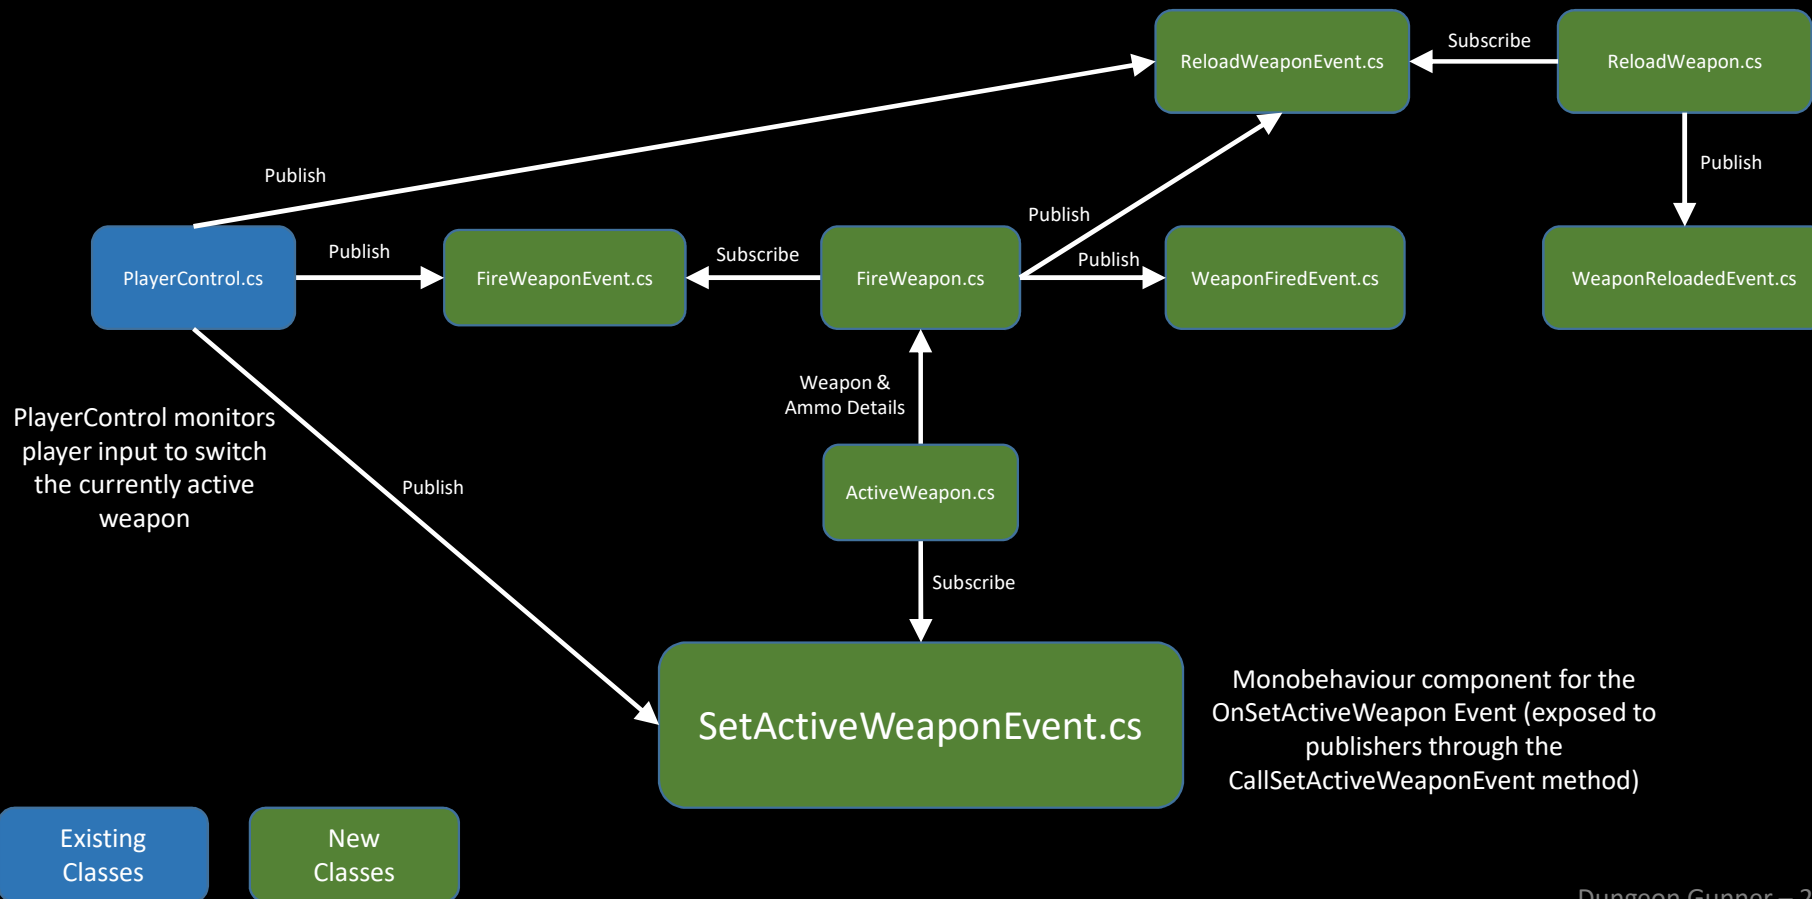 ReloadWeaponEvent.cs
Subscribe
ReloadWeapon.cs
Publish
Publish
Publish
PlayerControl.cs
Publish
FireWeaponEvent.cs
Subscribe
FireWeapon.cs
Publish
WeaponFiredEvent.cs
WeaponReloadedEvent.cs
Weapon &
Ammo Details
PlayerControl monitors
player input to switch
the currently active
weapon
Publish
ActiveWeapon.cs
Subscribe
SetActiveWeaponEvent.cs
Monobehaviour component for the
OnSetActiveWeapon Event (exposed to
publishers through the
CallSetActiveWeaponEvent method)
Existing
Classes
New
Classes
Dungeon Gunner – 2